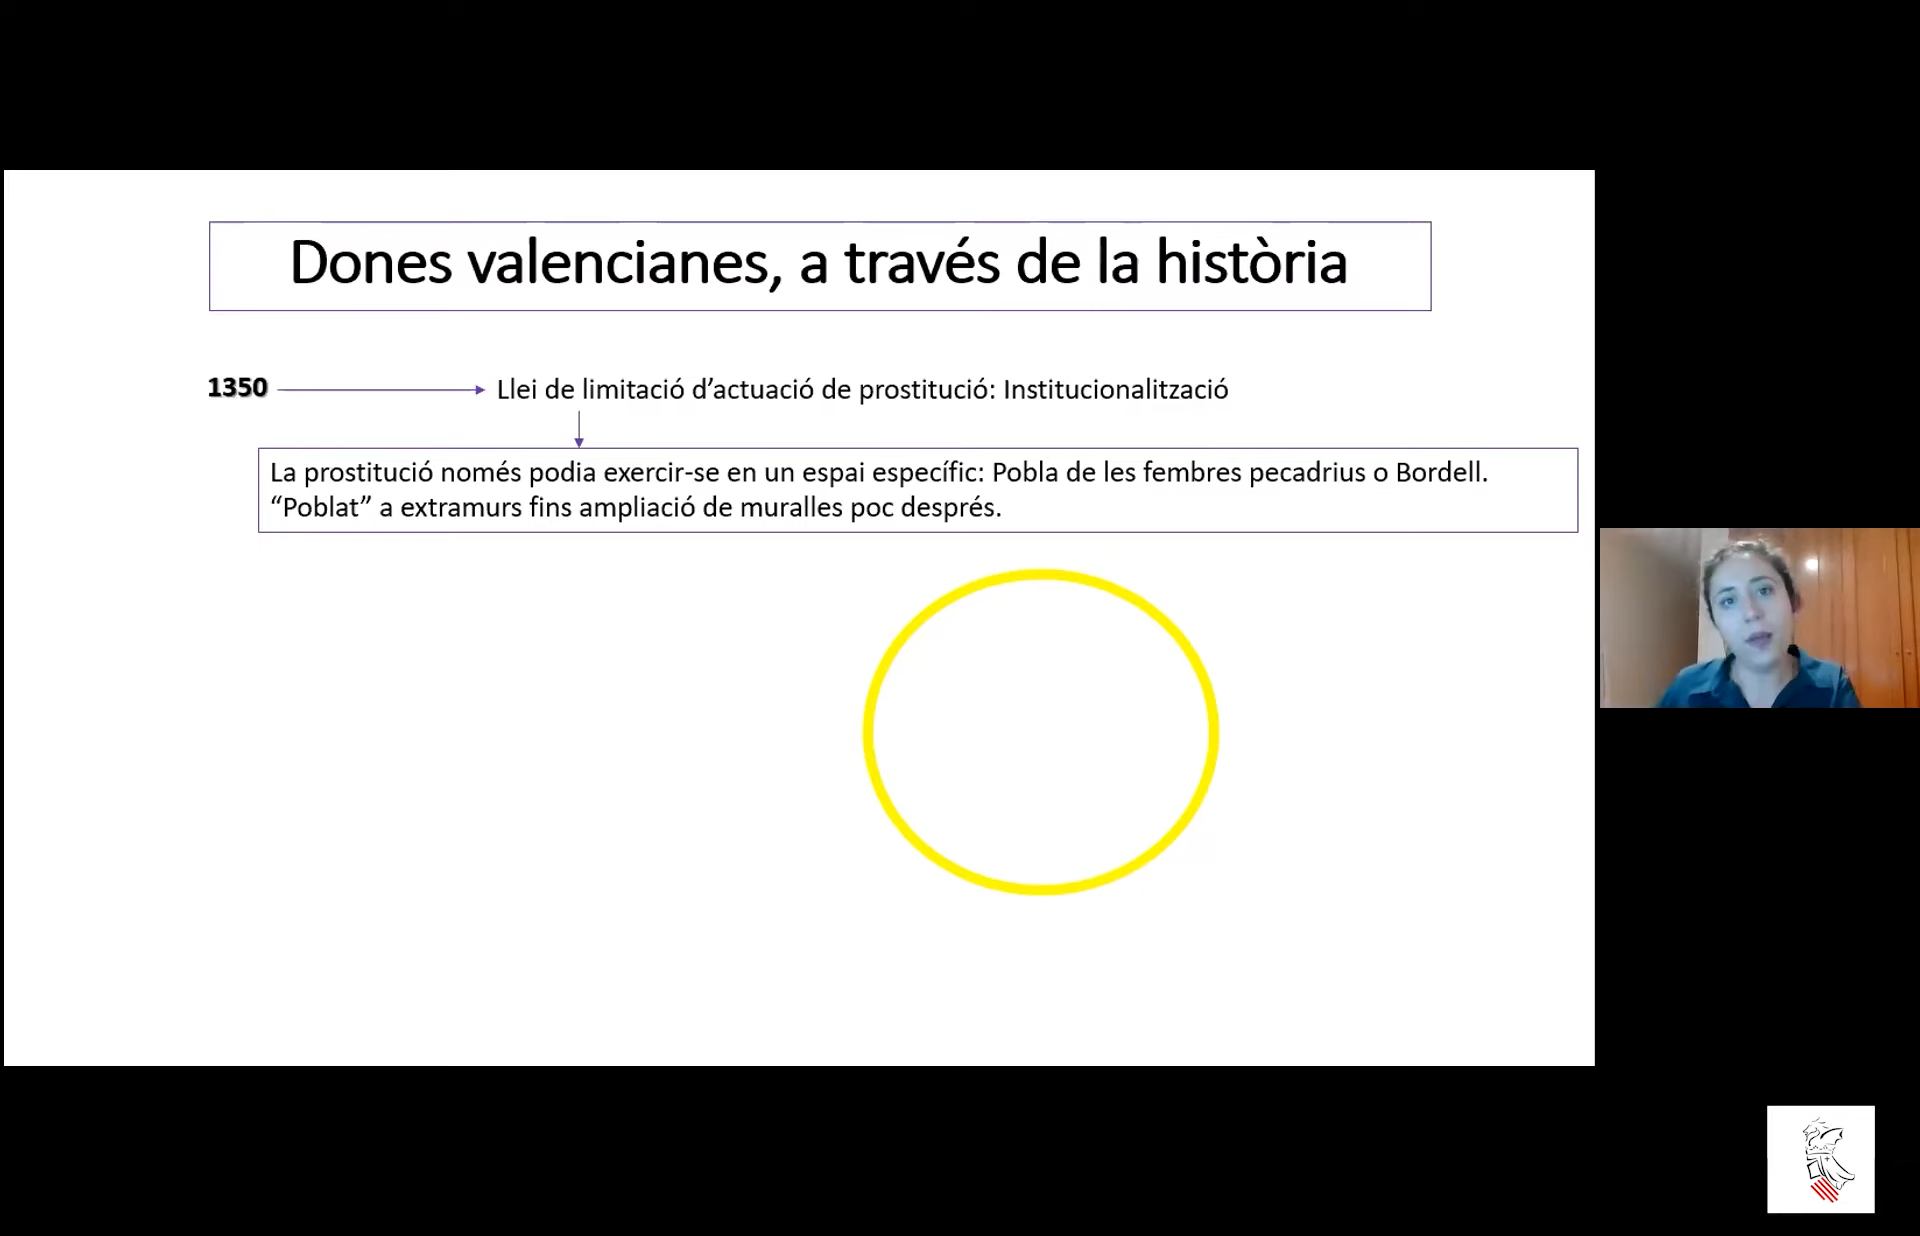 Dones valencianes, a través de la història
1350
Llei de limitació d’actuació de prostitució: Institucionalització
La prostitució només podia exercir-se en un espai específic: Pobla de les fembres pecadrius o Bordell.
“Poblat” a extramurs fins ampliació de muralles poc després.